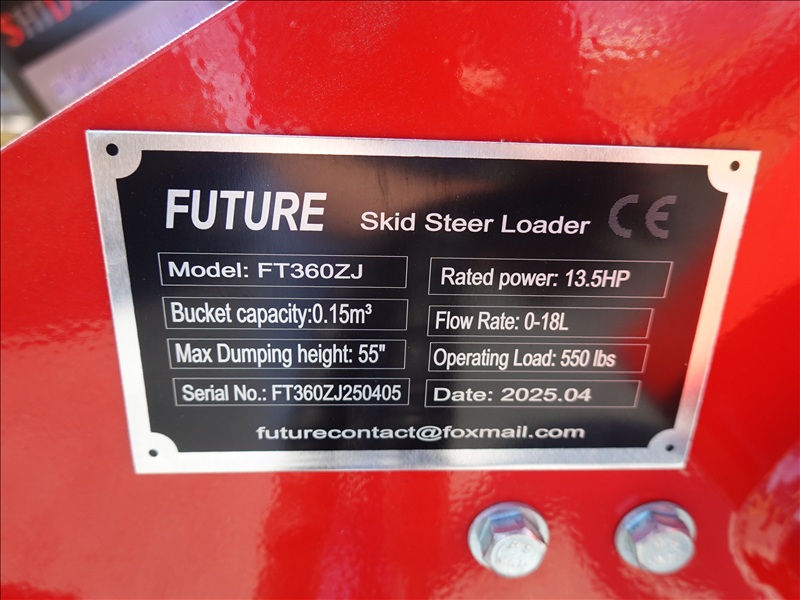 FUTURE Skid Steer Loader CE
Model: FT360ZJ
Rated power: 13.5HP
Bucket capacity:0.15m³
Flow Rate: 0-18L
Max Dumping height: 55"
Operating Load: 550 lbs
Serial No.: FT360ZJ250405
Date: 2025.04
futurecontact@foxmail.com